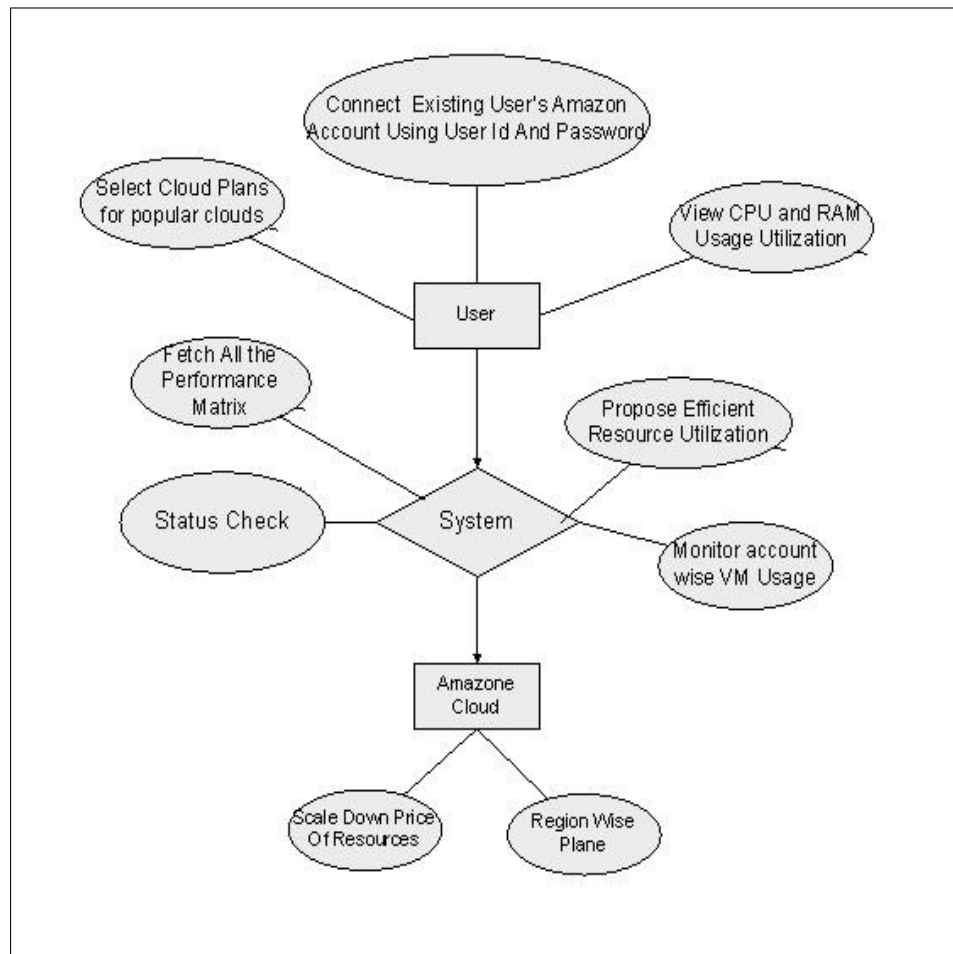 Connect Existing User's Amazon
Account Using User Id And Password
Select Cloud Plans
for popular clouds
View CPU and RAM
Usage Utilization
User
Fetch All the
Performance
Matrix
Propose Efficient
Resource Utilization
Status Check
System
Monitor account
wise VM Usage
Amazone
Cloud
Scale Down Price
Of Resources
Region Wise
Plane